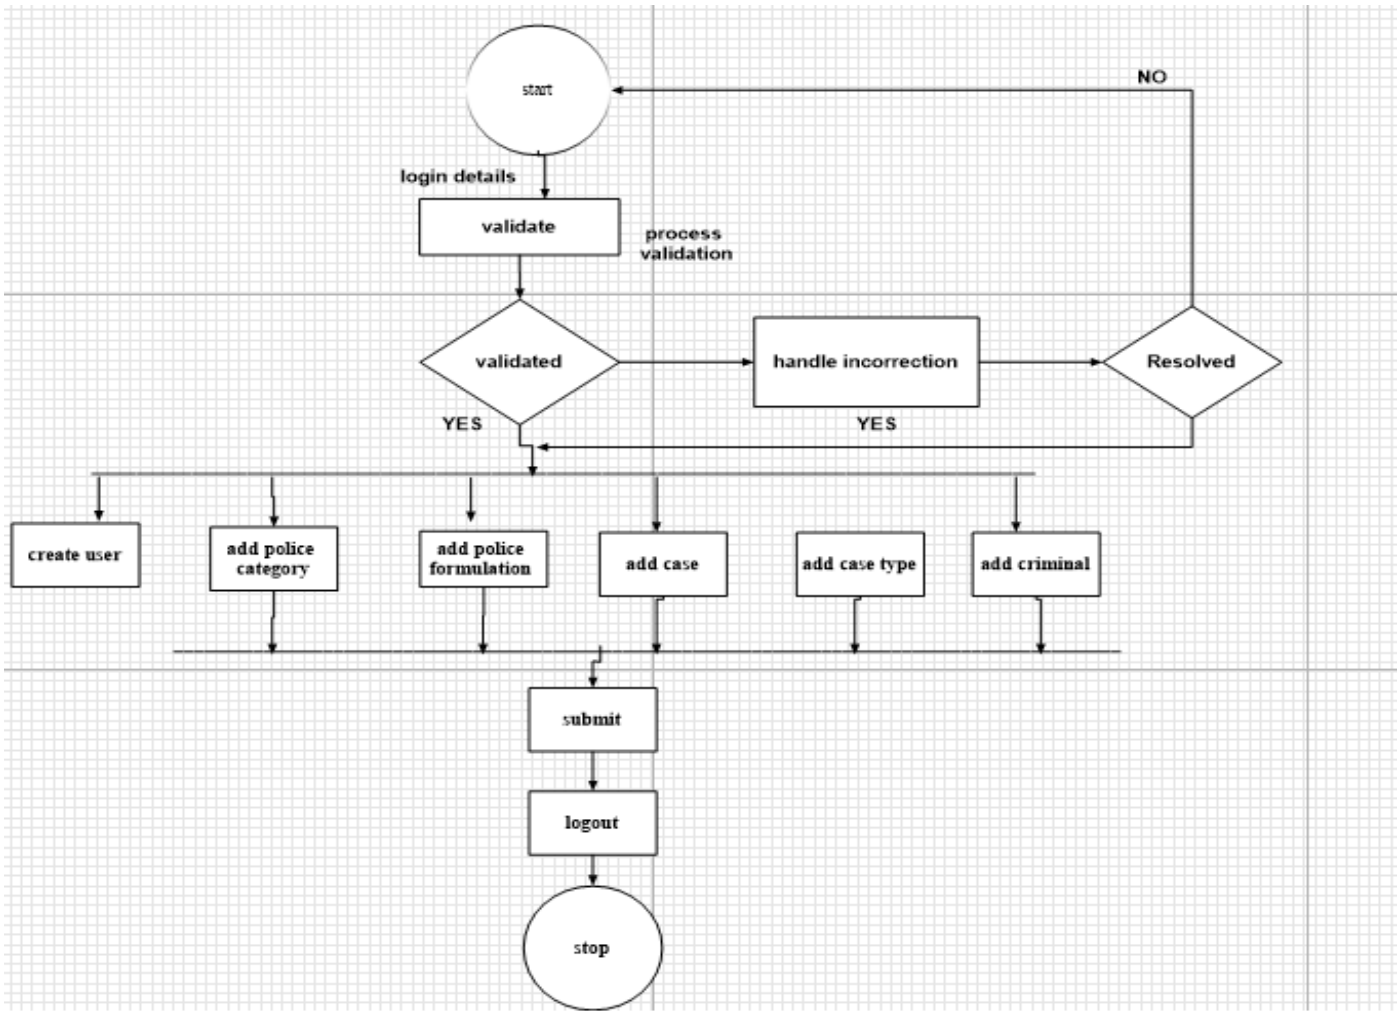 start
NO
login details
validate
process
validation
validated
handle incorrection
Resolved
YES
YES
create user
add police
category
add police
formulation
add case
add case type
add criminal
submit
logout
stop